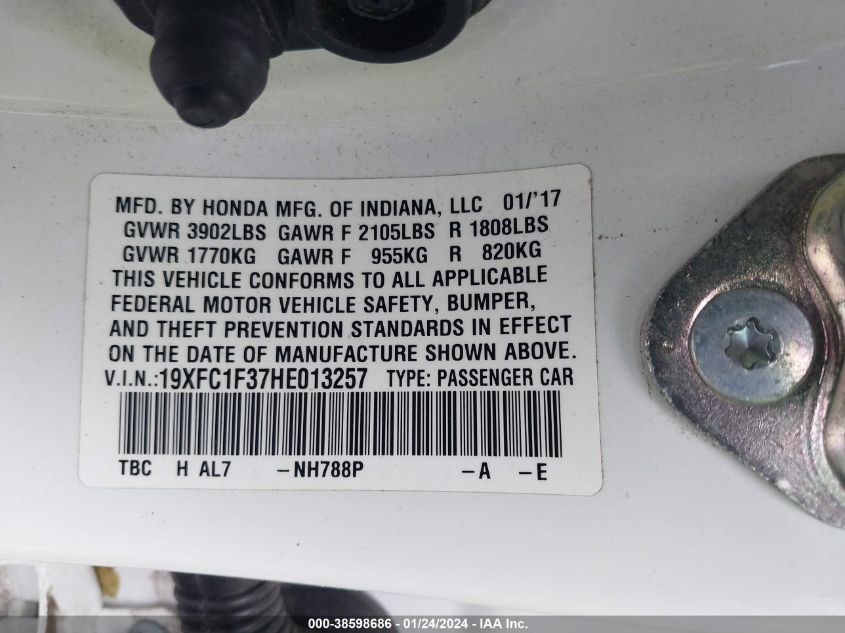 MFD. BY HONDA MFG. OF INDIANA, LLC 01/'17
GVWR 3902LBS GAWR F 2105LBS R 1808LBS
GVWR 1770KG GAWR F 955KG R 820KG
THIS VEHICLE CONFORMS TO ALL APPLICABLE
FEDERAL MOTOR VEHICLE SAFETY, BUMPER,
AND THEFT PREVENTION STANDARDS IN EFFECT
ON THE DATE OF MANUFACTURE SHOWN ABOVE.
V.I.N.:19XFC1F37HE013257 TYPE: PASSENGER CAR
TBC H AL7 -NH788P -A -E
000-38598686 - 01/24/2024 - IAA Inc.